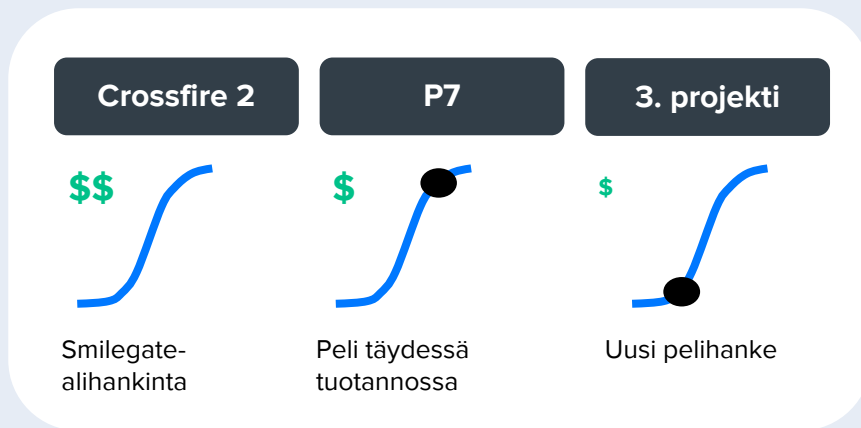 Crossfire 2
P7
3. projekti
$$
$
$
Smilegate-
alihankinta
Peli täydessä
tuotannossa
Uusi pelihanke